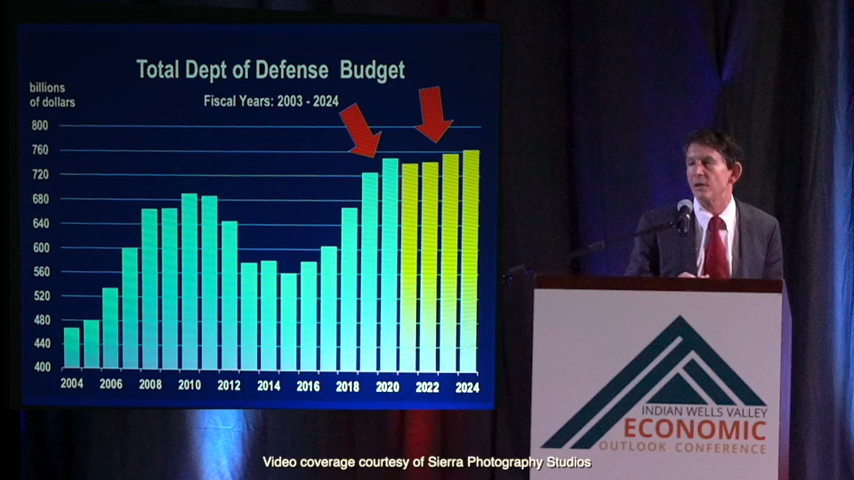 Total Dept of Defense Budget
billions
of dollars
Fiscal Years: 2003 - 2024
800
760
720
680
640
600
560
520
480
440
400
2004 2006 2008 2010 2012 2014 2016 2018 2020 2022 2024
INDIAN WELLS VALLEY
ECONOMIC
OUTLOOK CONFERENCE
Video coverage courtesy of Sierra Photography Studios